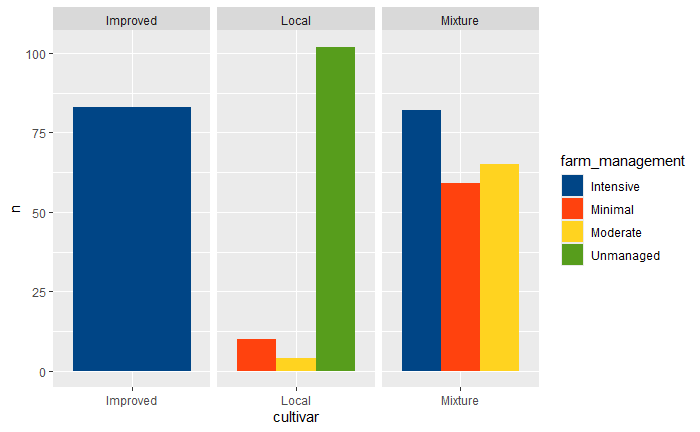 Improved Local Mixture
100
75
50
25
0
n
Improved Local Mixture
cultivar
farm_management
Intensive
Minimal
Moderate
Unmanaged